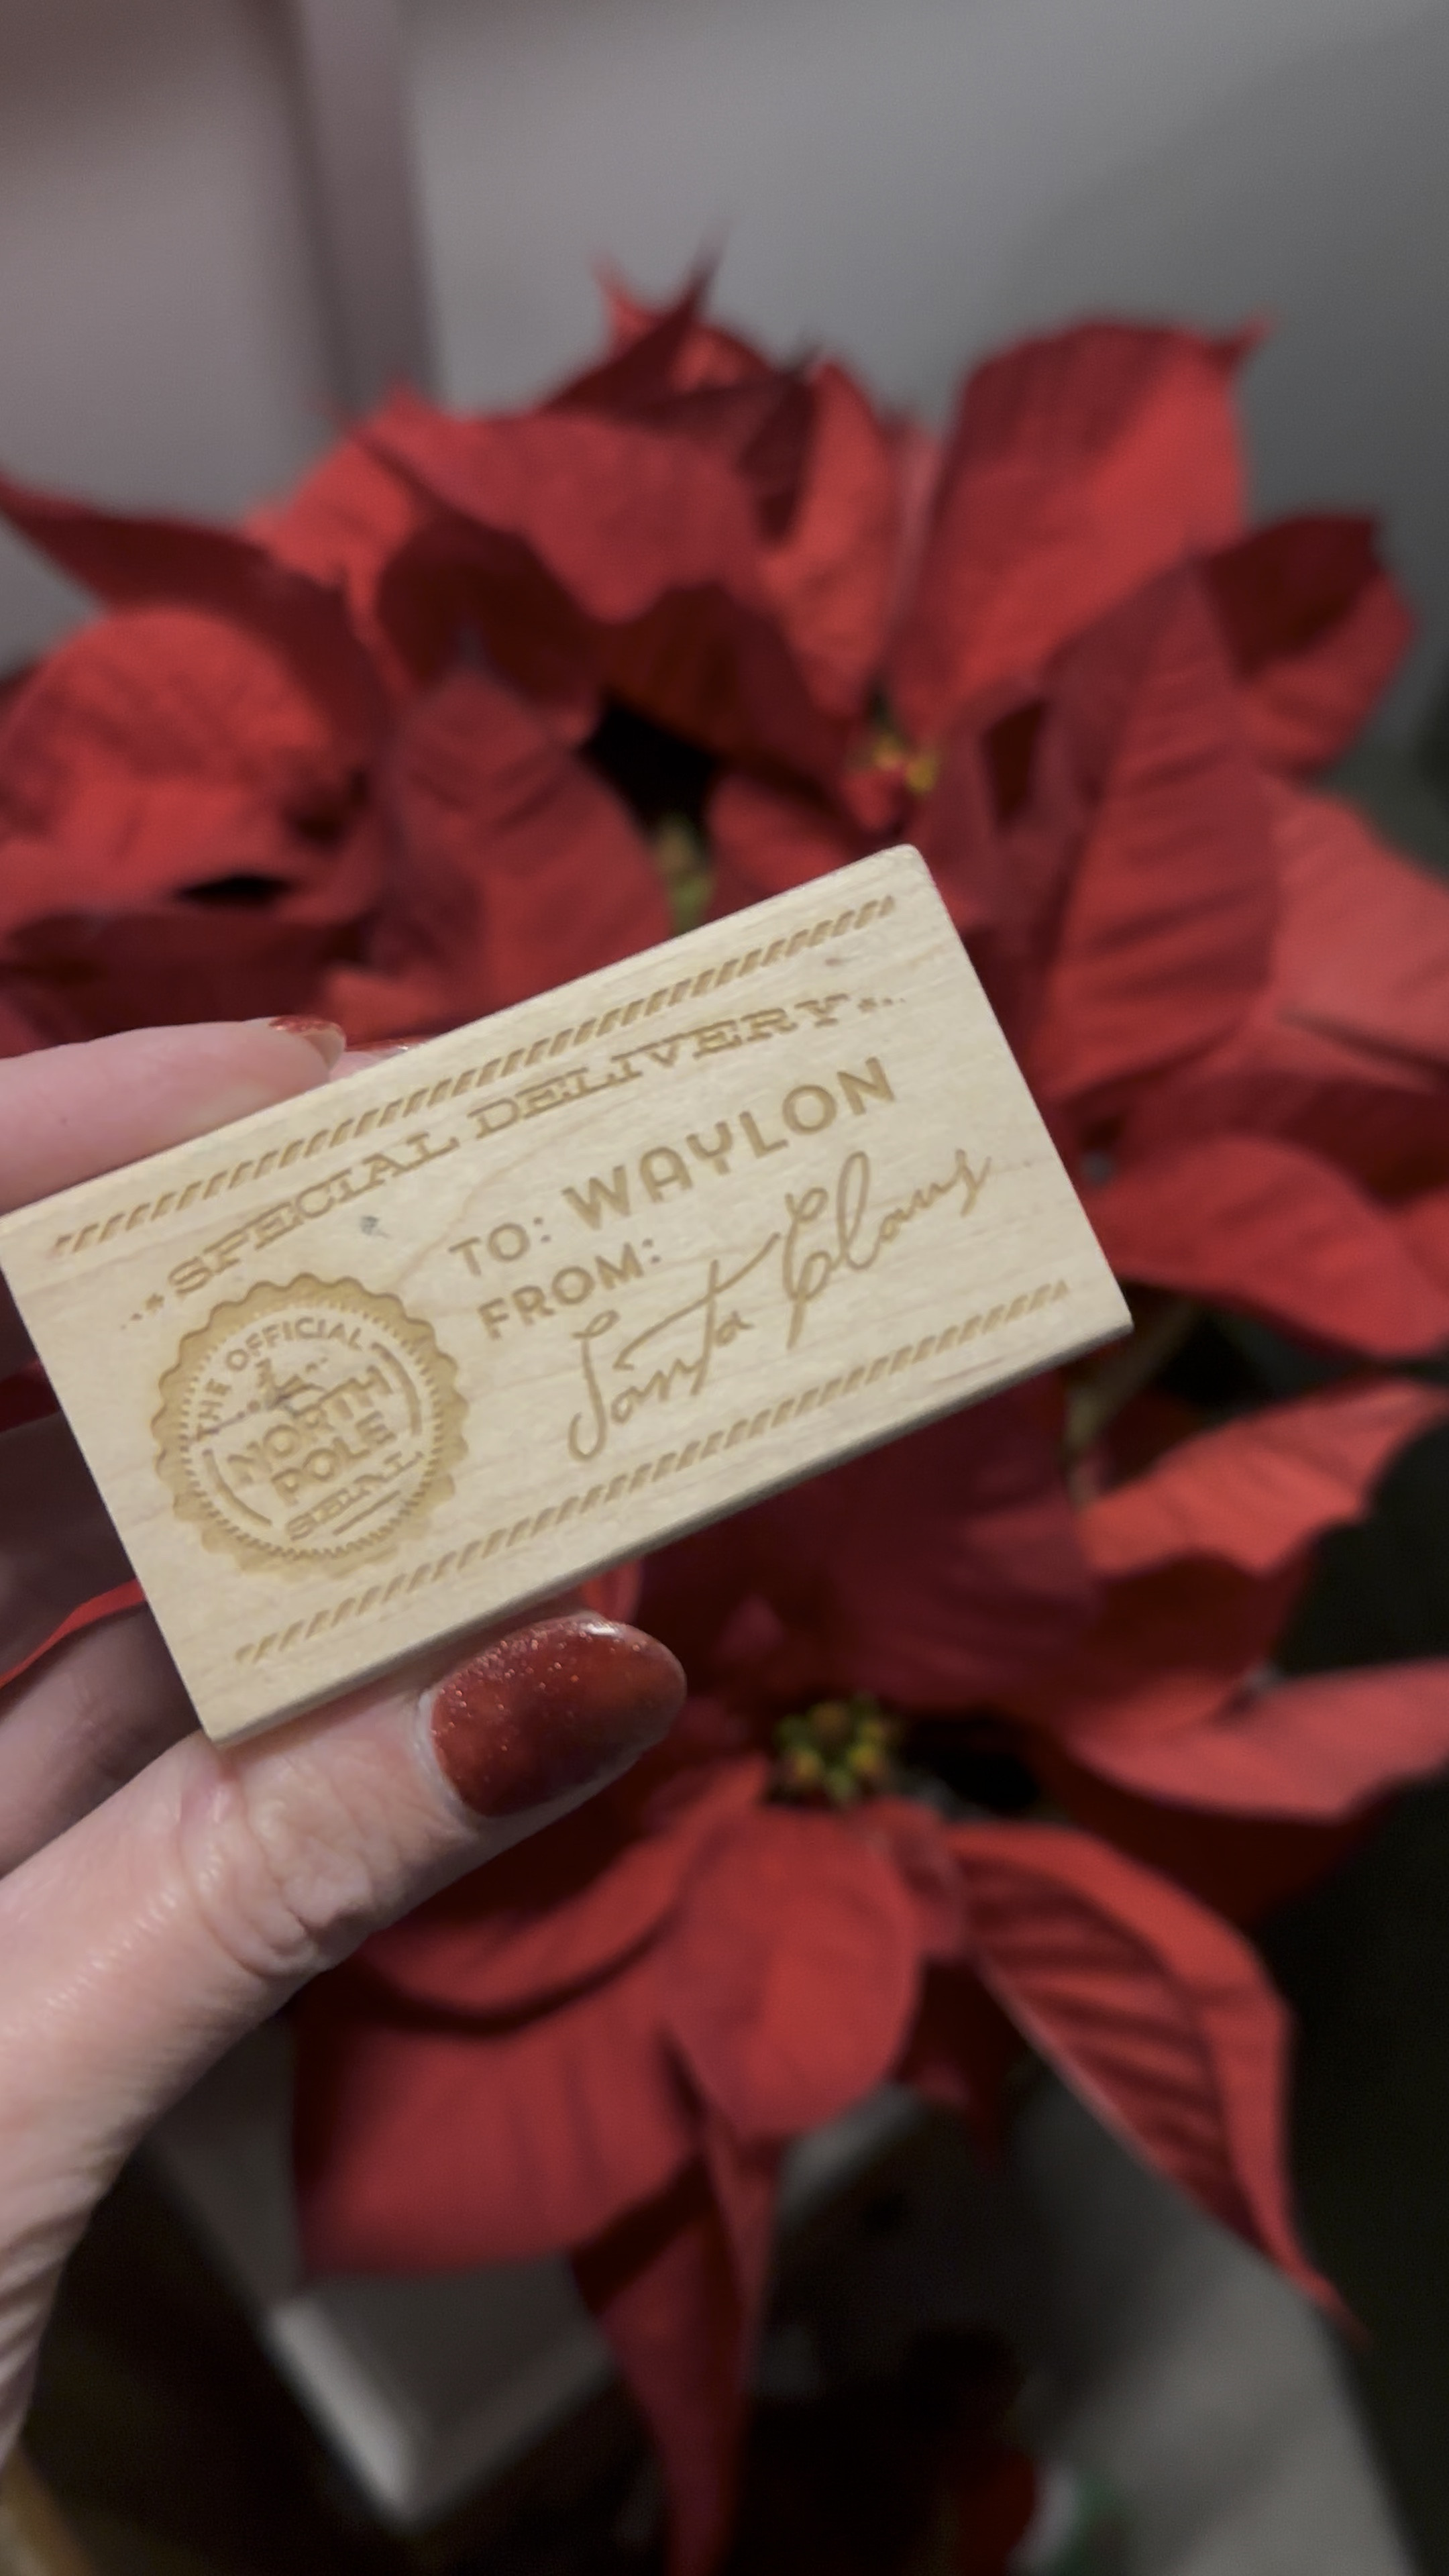 SPECIAL DELIVERY
TO: WAYLON
FROM:
Santa Claus
THE OFFICIAL
NORTH
POLE
SEAL